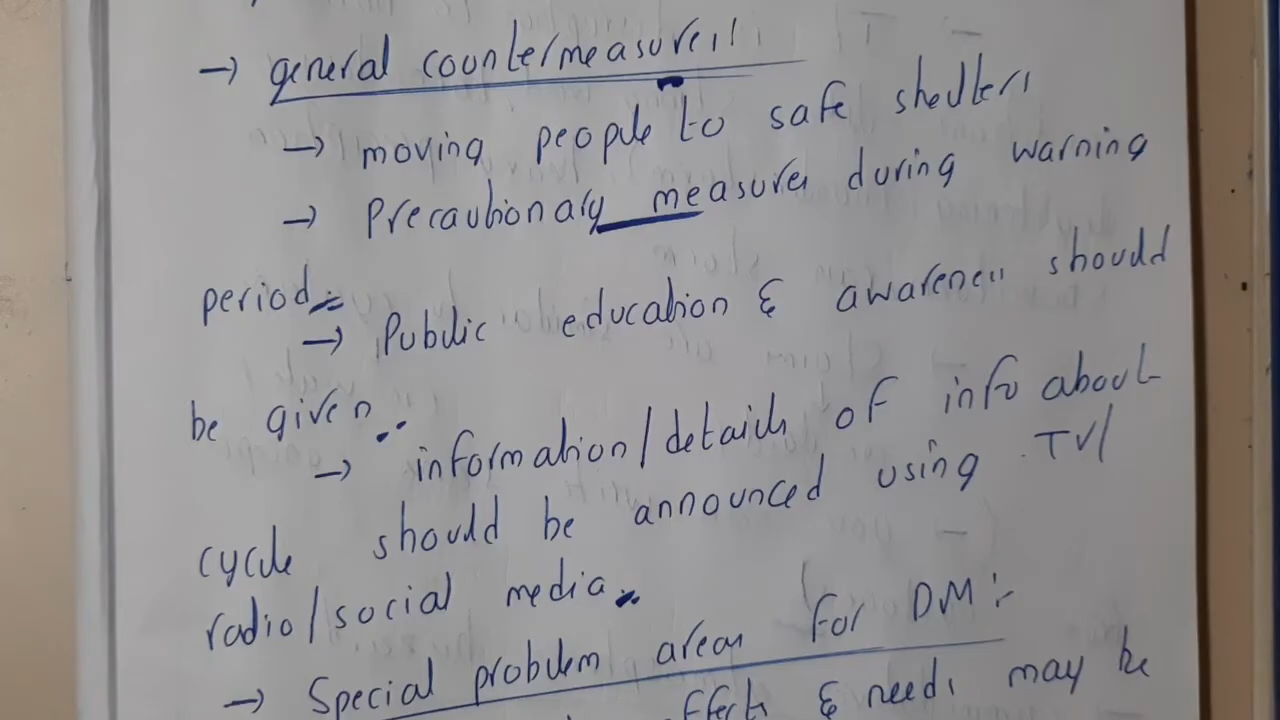 → general countermeasures!
→ moving people to safe shelters
→ Precautionary measures during warning
period.
→ Public education & awareness should
be given.
→ information/details of info about
cycle should be announced using TV/
radio/social media.
→ Special problem areas for DM:-
effects & needs may be